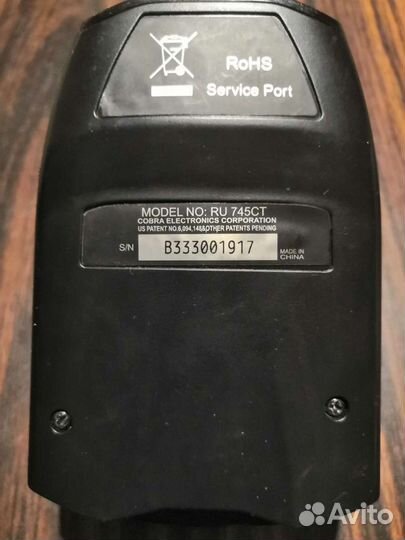 RoHS
Service Port
MODEL NO: RU 745CT
COBRA ELECTRONICS CORPORATION
US PATENT NO.6,094,148&OTHER PATENTS PENDING
S/N B333001917 MADE IN
CHINA
Avito